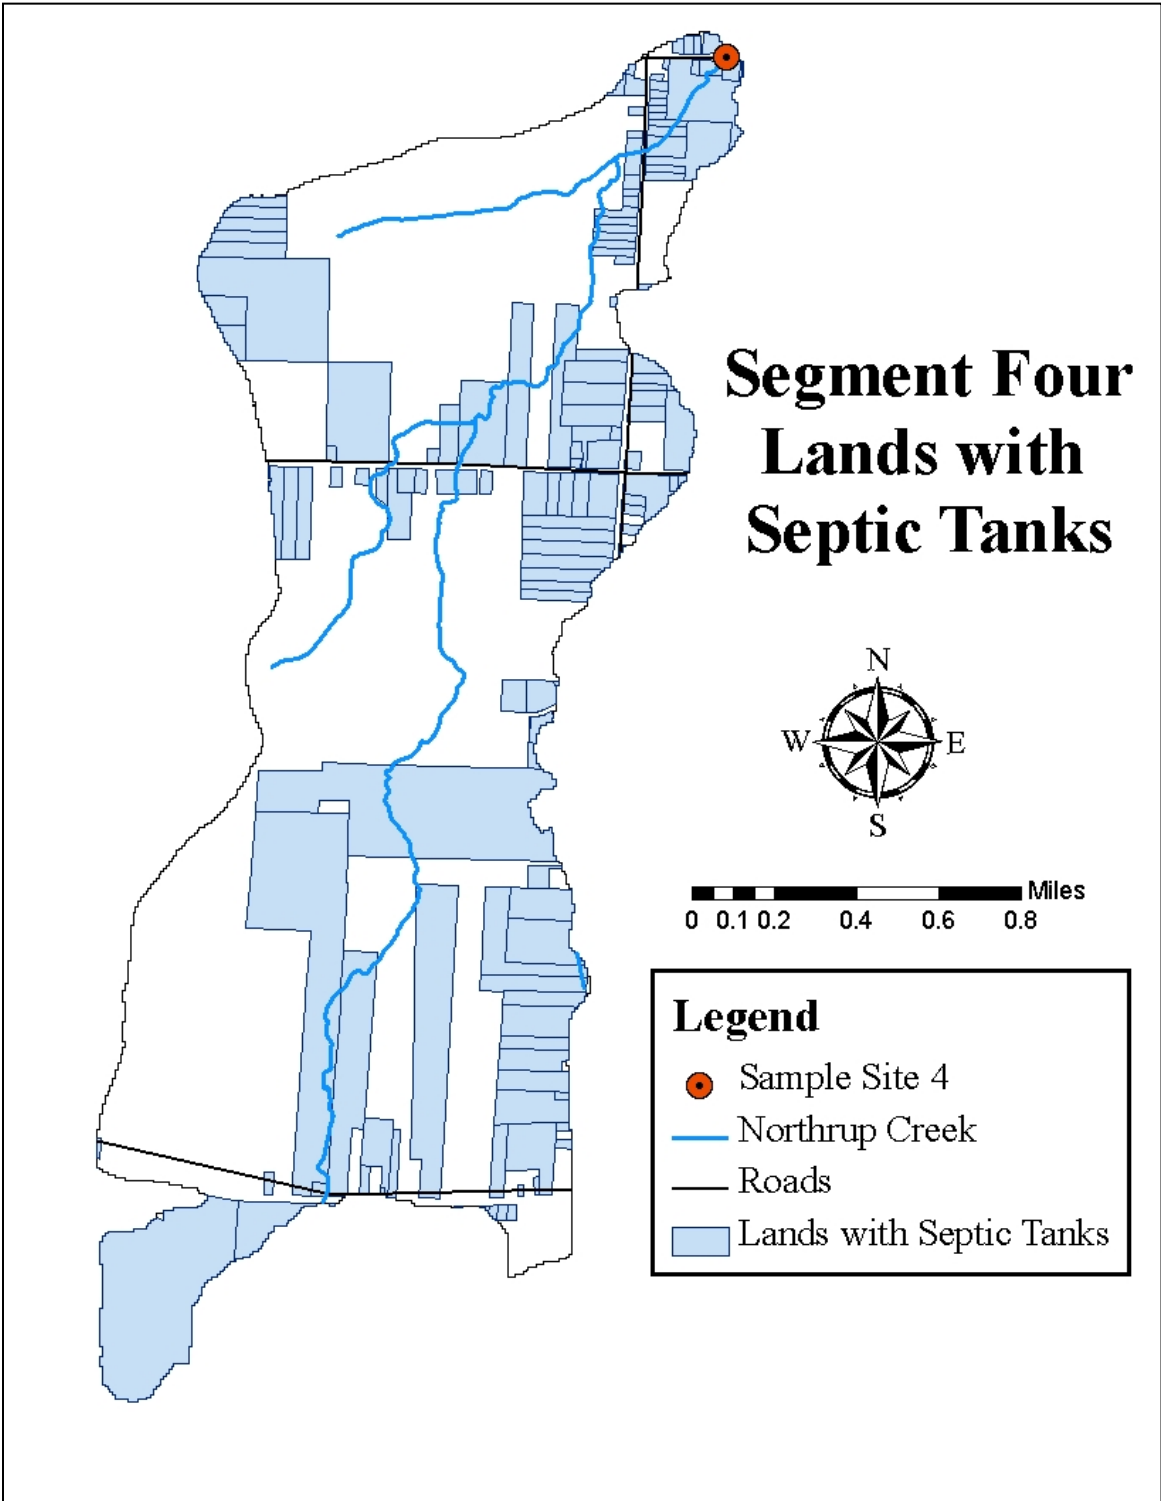 Segment Four
Lands with
Septic Tanks
N
W E
S
Miles
0 0.1 0.2 0.4 0.6 0.8
Legend
Sample Site 4
Northrup Creek
Roads
Lands with Septic Tanks